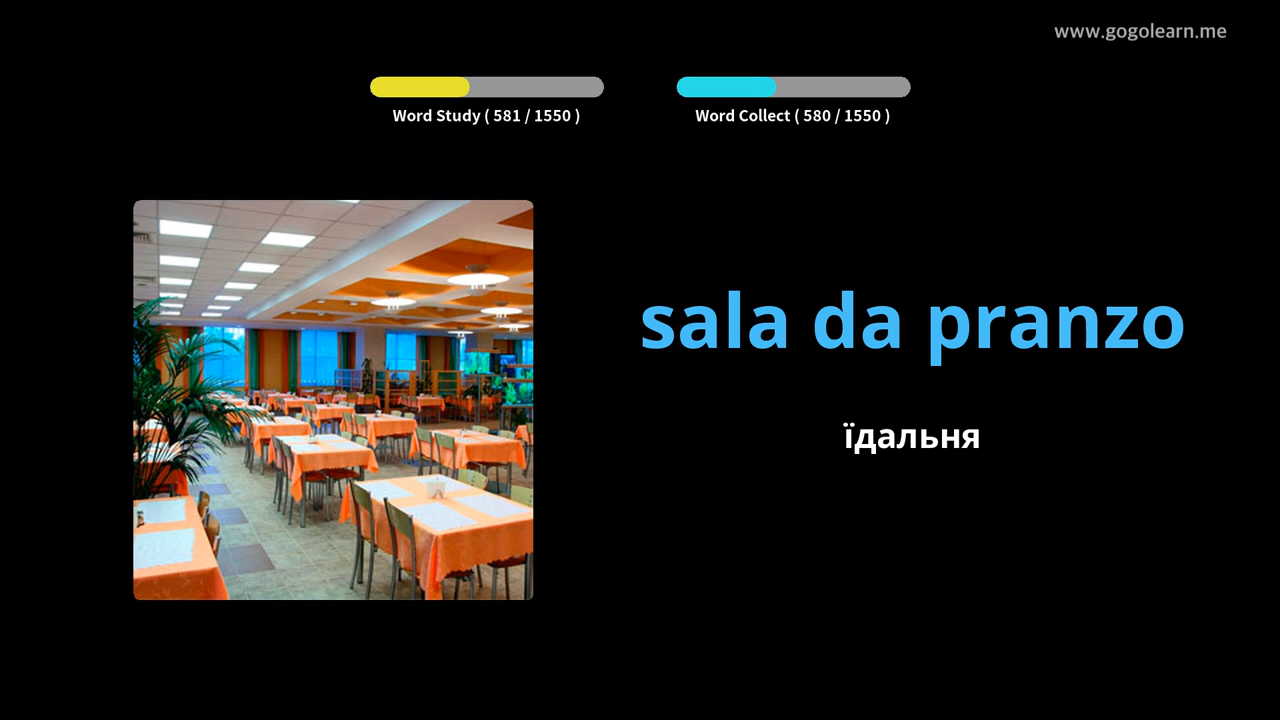 www.gogolearn.me
Word Study ( 581 / 1550 )
Word Collect ( 580 / 1550 )
sala da pranzo
їдальня